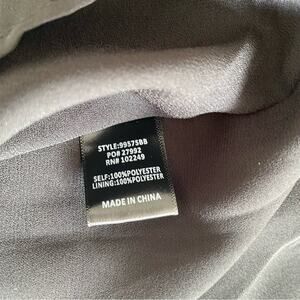 STYLE:99575BB
PO# 27992
RN# 102249
SELF:100%POLYESTER
LINING:100%POLYESTER
MADE IN CHINA